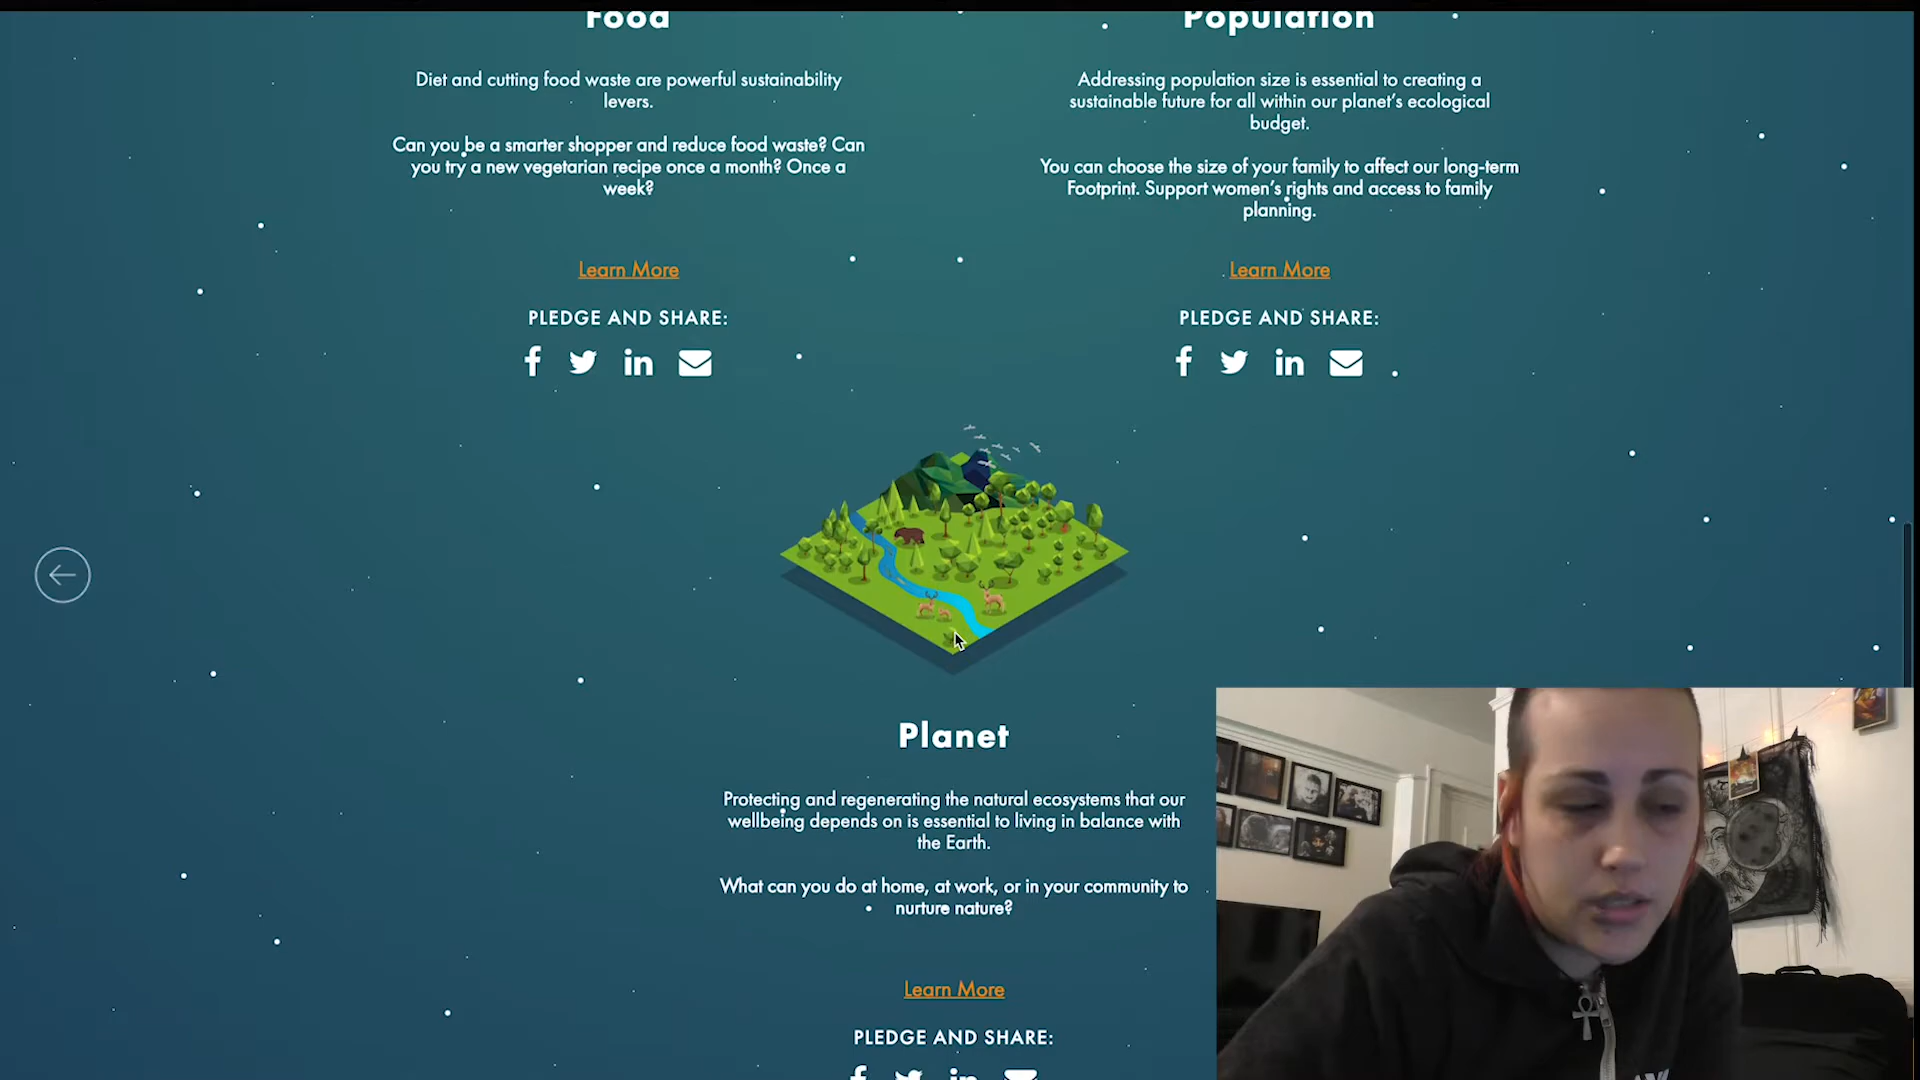 Food
Diet and cutting food waste are powerful sustainability
levers.
Can you be a smarter shopper and reduce food waste? Can
you try a new vegetarian recipe once a month? Once a
week?
Learn More
PLEDGE AND SHARE:
Population
Addressing population size is essential to creating a
sustainable future for all within our planet's ecological
budget.
You can choose the size of your family to affect our long-term
Footprint. Support women's rights and access to family
planning.
Learn More
PLEDGE AND SHARE:
Planet
Protecting and regenerating the natural ecosystems that our
wellbeing depends on is essential to living in balance with
the Earth.
What can you do at home, at work, or in your community to
nurture nature?
Learn More
PLEDGE AND SHARE: